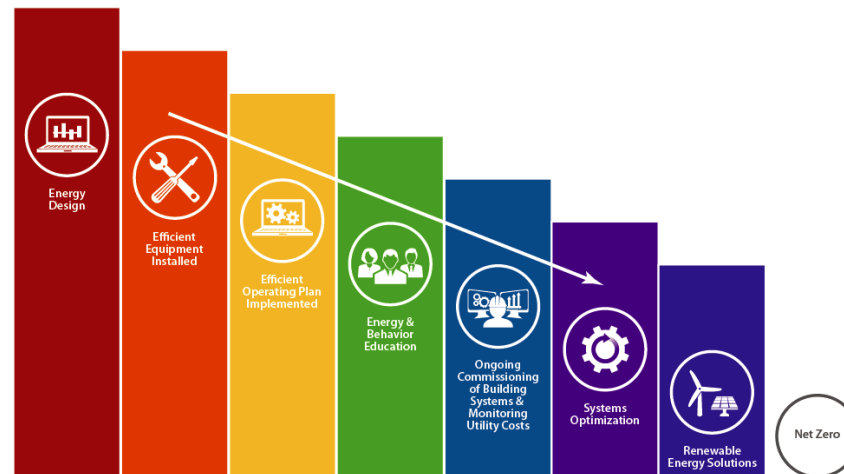 Energy
Design
Efficient
Equipment
Installed
Efficient
Operating Plan
Implemented
Energy &
Behavior
Education
Ongoing
Commissioning
of Building
Systems &
Monitoring
Utility Costs
Systems
Optimization
Renewable
Energy Solutions
Net Zero